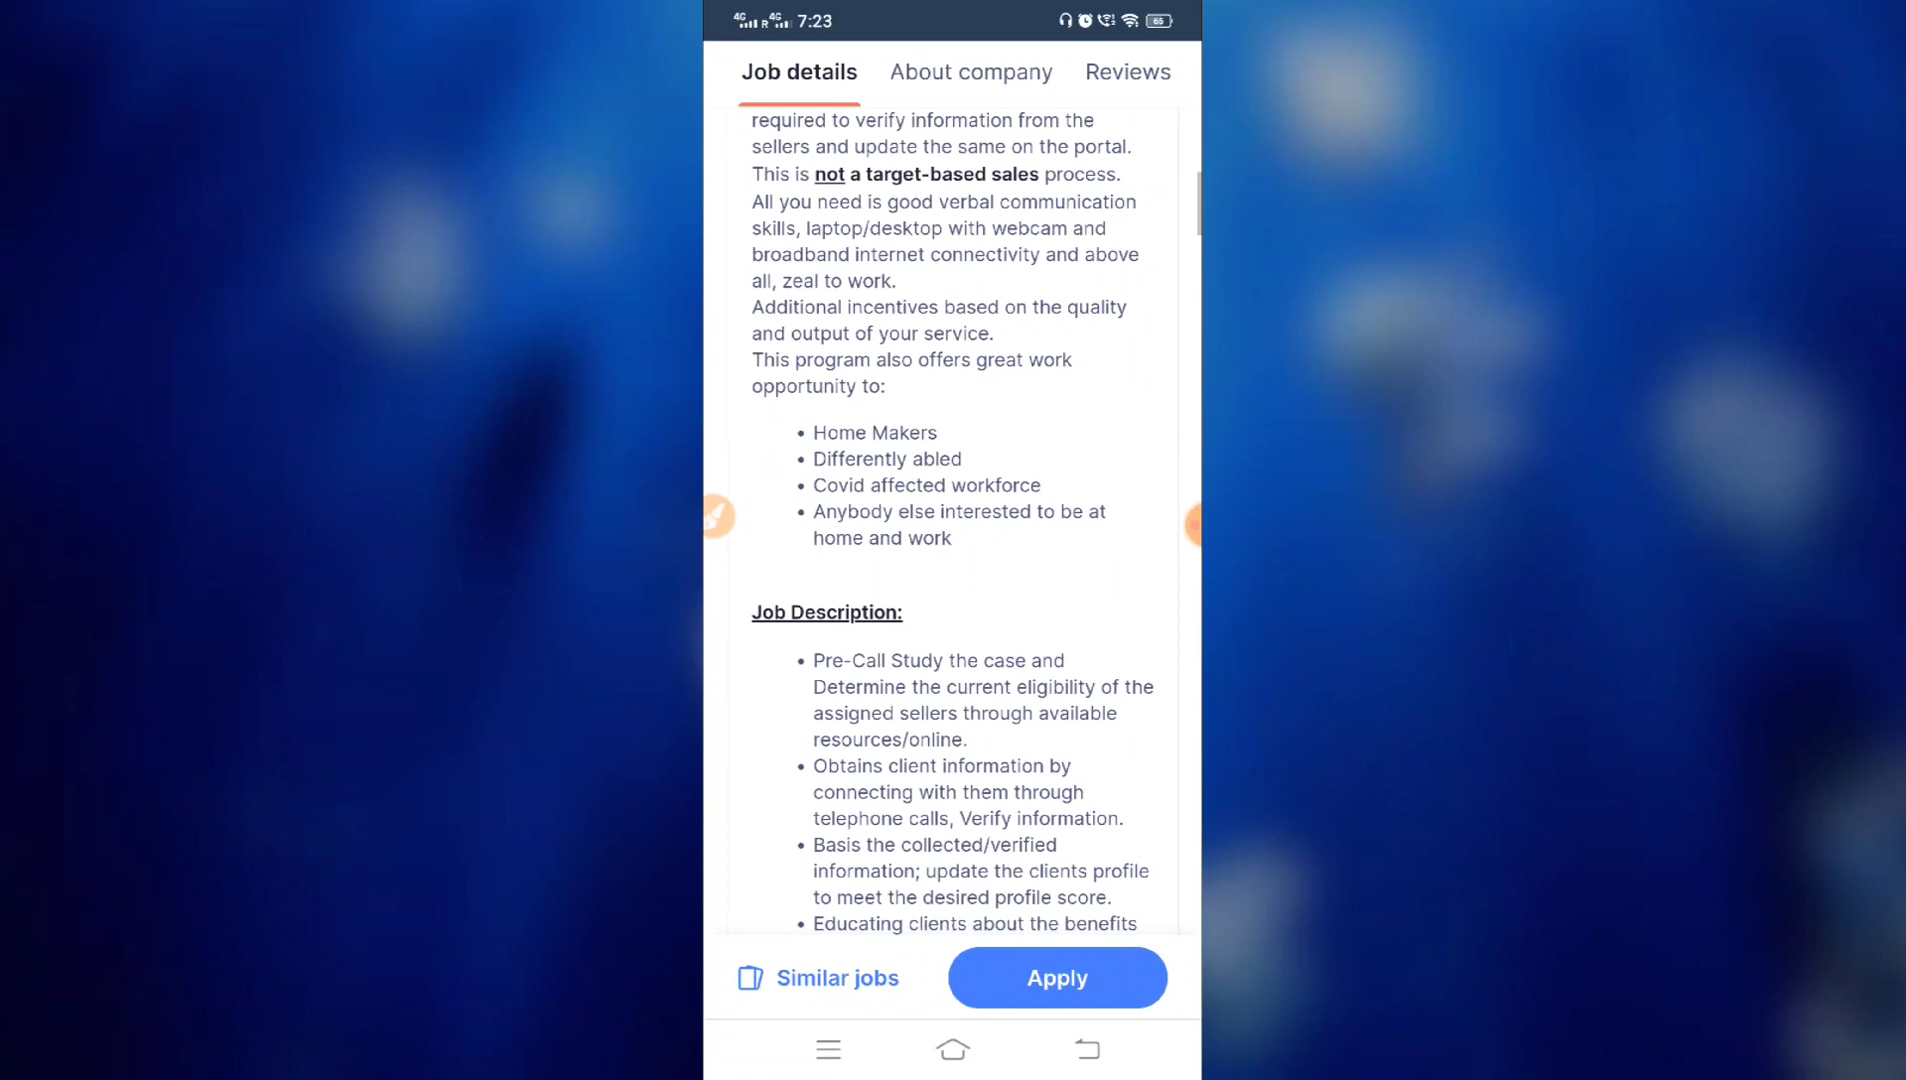 4G R 4G 7:23 65
Job details About company Reviews
required to verify information from the
sellers and update the same on the portal.
This is not a target-based sales process.
All you need is good verbal communication
skills, laptop/desktop with webcam and
broadband internet connectivity and above
all, zeal to work.
Additional incentives based on the quality
and output of your service.
This program also offers great work
opportunity to:
• Home Makers
• Differently abled
• Covid affected workforce
• Anybody else interested to be at
home and work
Job Description:
• Pre-Call Study the case and
Determine the current eligibility of the
assigned sellers through available
resources/online.
• Obtains client information by
connecting with them through
telephone calls, Verify information.
• Basis the collected/verified
information; update the clients profile
to meet the desired profile score.
• Educating clients about the benefits
Similar jobs Apply